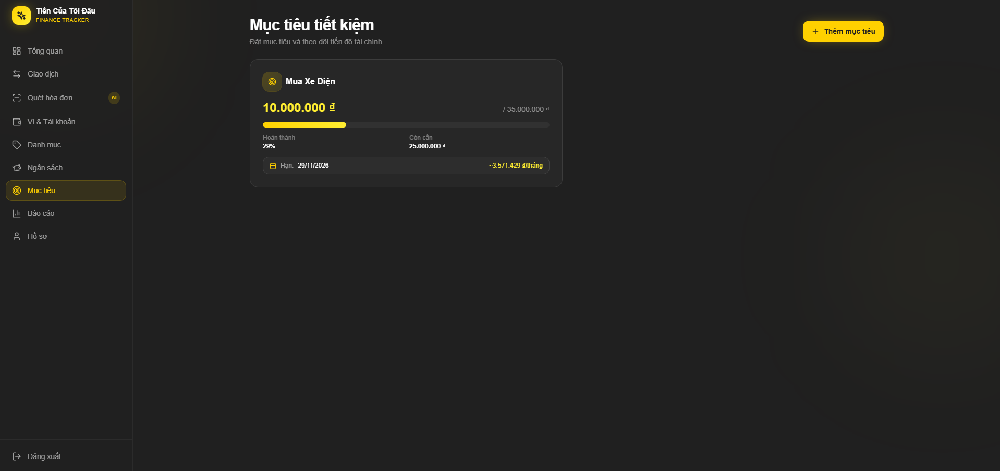 Tiền Của Tôi Đâu
FINANCE TRACKER
Tổng quan
Giao dịch
Quét hóa đơn
AI
Ví & Tài khoản
Danh mục
Ngân sách
Mục tiêu
Báo cáo
Hồ sơ
Đăng xuất
Mục tiêu tiết kiệm
Đặt mục tiêu và theo dõi tiến độ tài chính
Thêm mục tiêu
Mua Xe Điện
10.000.000 ₫
/ 35.000.000 ₫
Hoàn thành
29%
Còn cần
25.000.000 ₫
Hạn: 29/11/2026
~3.571.429 ₫/tháng